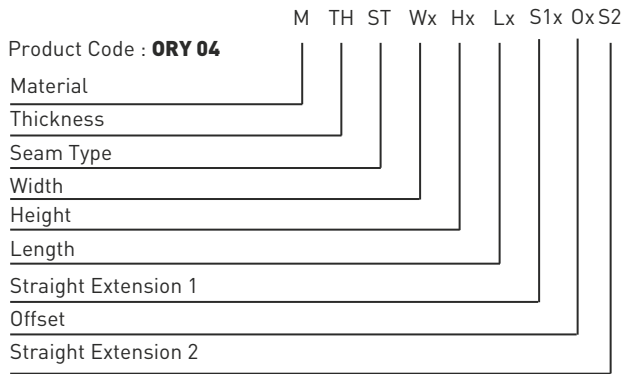 M TH ST Wx Hx Lx S1x Ox S2
Product Code : ORY 04
Material
Thickness
Seam Type
Width
Height
Length
Straight Extension 1
Offset
Straight Extension 2